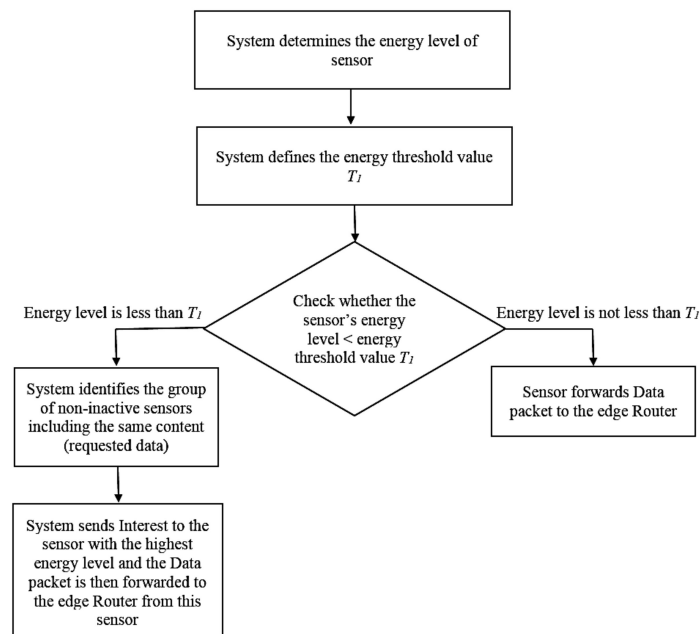 System determines the energy level of
sensor
System defines the energy threshold value
T1
Check whether the
sensor's energy
level < energy
threshold value T1
Energy level is less than T1
Energy level is not less than T1
System identifies the group
of non-inactive sensors
including the same content
(requested data)
Sensor forwards Data
packet to the edge Router
System sends Interest to the
sensor with the highest
energy level and the Data
packet is then forwarded to
the edge Router from this
sensor